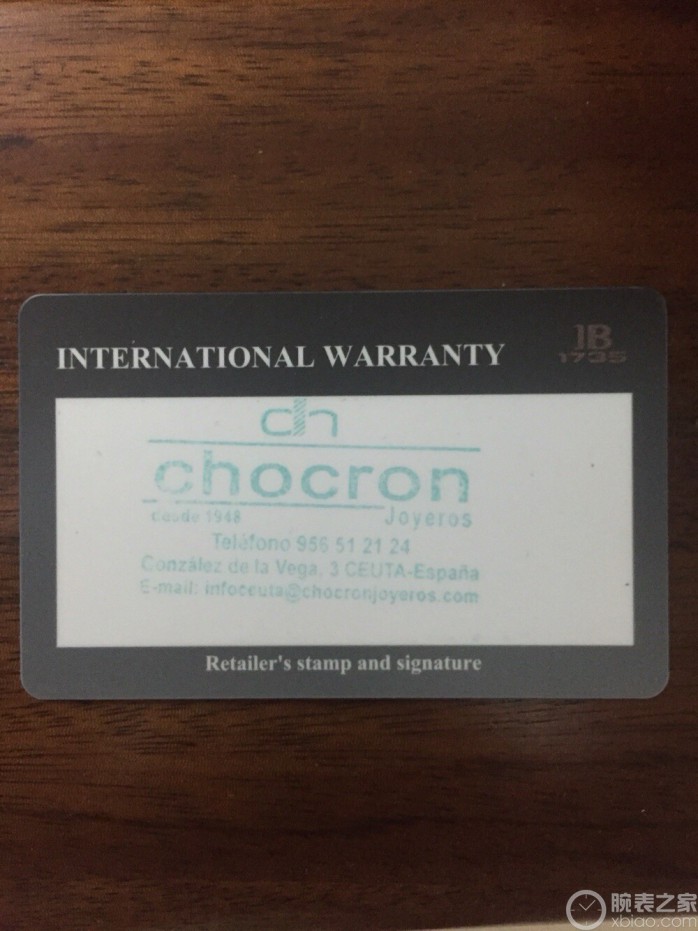 INTERNATIONAL WARRANTY
JB
1735
ch
chocron
desde 1948
Joyeros
Teléfono 956 51 21 24
González de la Vega, 3 CEUTA-España
E-mail: infoceuta@chocronjoyeros.com
Retailer's stamp and signature
腕表之家
xbiao.com